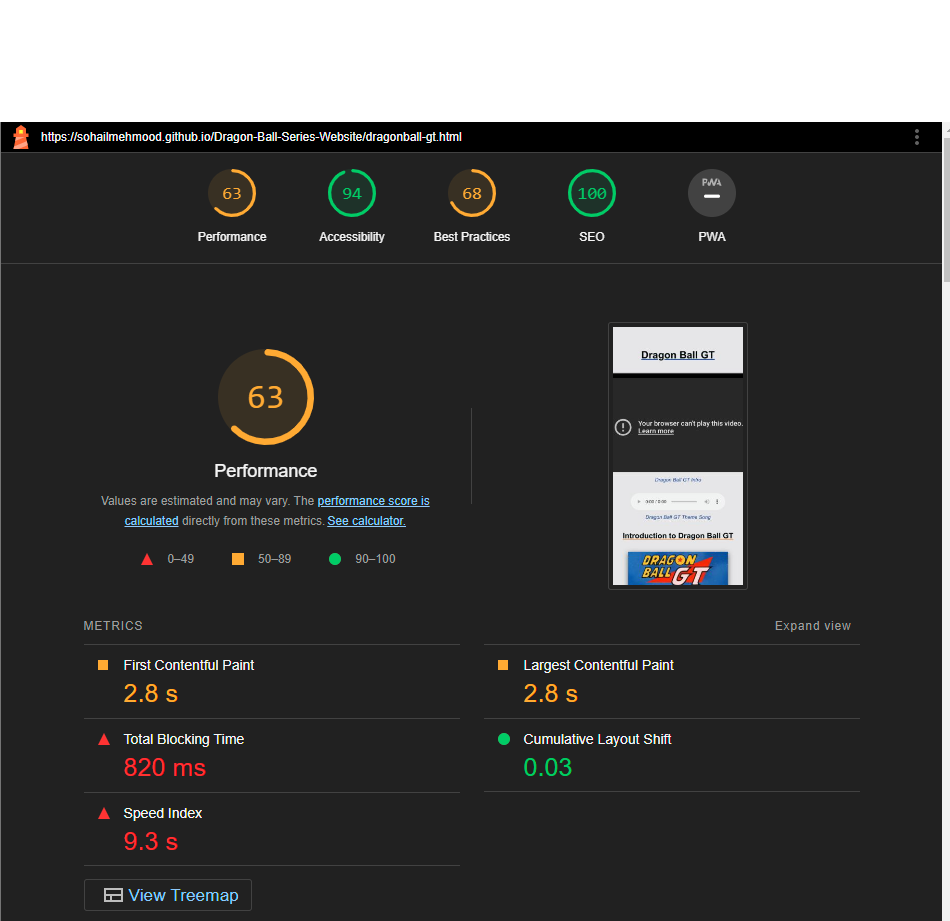 https://sohailmehmood.github.io/Dragon-Ball-Series-Website/dragonball-gt.html
63 94 68 100 PWA
Performance Accessibility Best Practices SEO PWA
63
Performance
Values are estimated and may vary. The performance score is
calculated directly from these metrics. See calculator.
0–49 50–89 90–100
Dragon Ball GT
Your browser can't play this video.
Learn more
Dragon Ball GT Intro
0:00 / 0:00
Dragon Ball GT Theme Song
Introduction to Dragon Ball GT
DRAGON
BALL GT
METRICS
Expand view
First Contentful Paint
2.8 s
Largest Contentful Paint
2.8 s
Total Blocking Time
820 ms
Cumulative Layout Shift
0.03
Speed Index
9.3 s
View Treemap